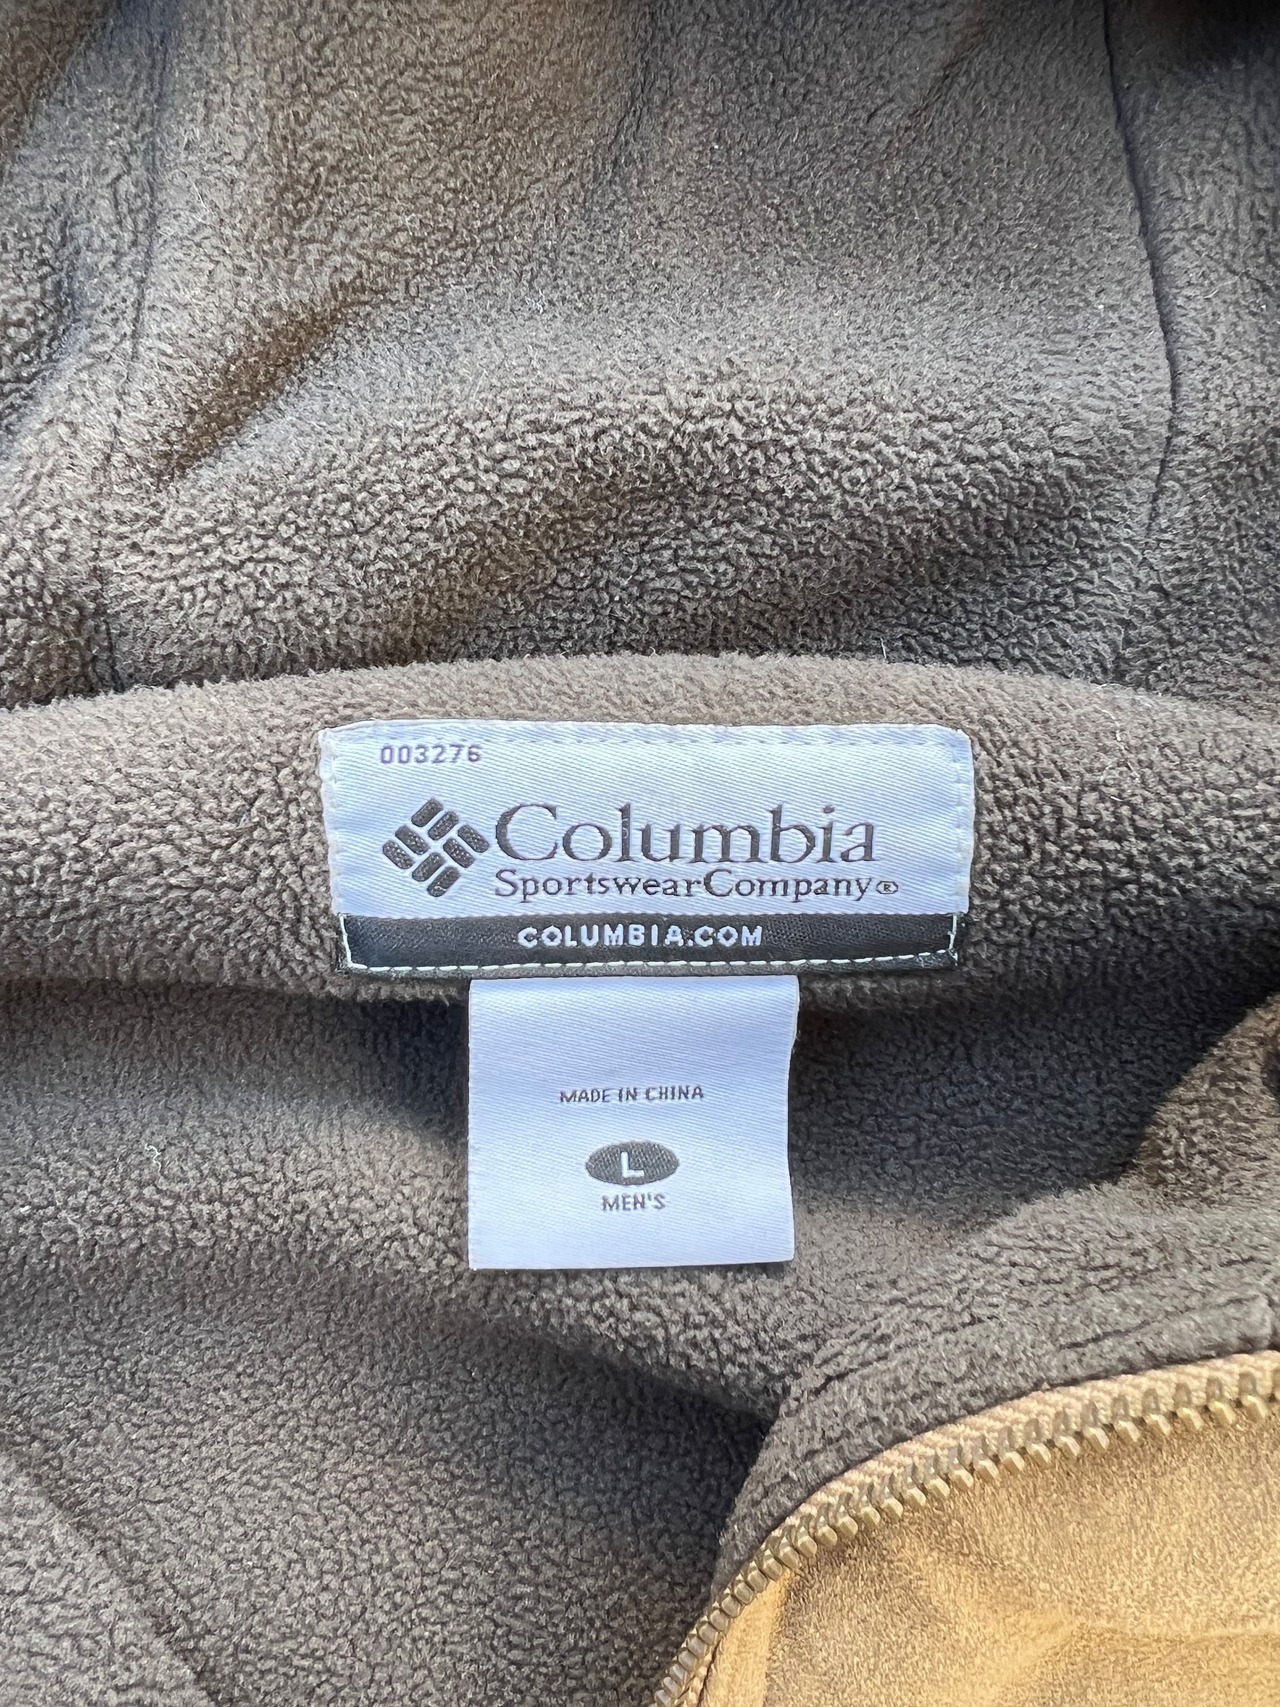 003276
Columbia
SportswearCompany®
COLUMBIA.COM
MADE IN CHINA
L
MEN'S